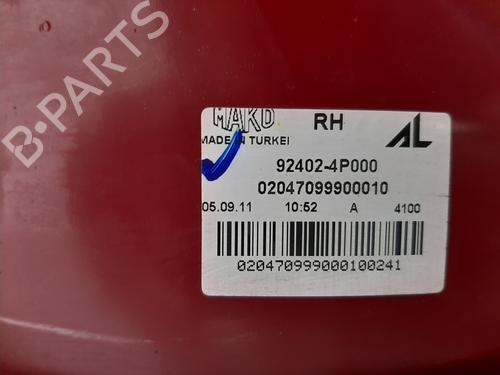 MAKO RH AL
MADE IN TURKEI
92402-4P000
02047099900010
05.09.11 10:52 A 4100
020470999000100241
B-PARTS